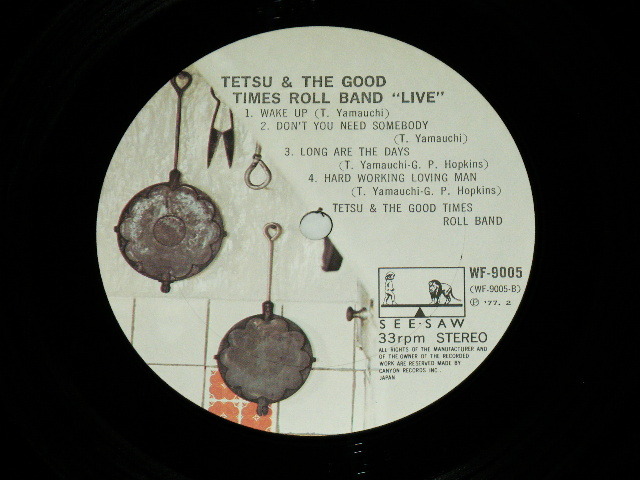 TETSU & THE GOOD
TIMES ROLL BAND "LIVE"
1. WAKE UP (T. Yamauchi)
2. DON'T YOU NEED SOMEBODY
(T. Yamauchi)
3. LONG ARE THE DAYS
(T. Yamauchi-G. P. Hopkins)
4. HARD WORKING LOVING MAN
(T. Yamauchi-G. P. Hopkins)
TETSU & THE GOOD TIMES
ROLL BAND
WF-9005
(WF-9005-B)
Ⓟ '77. 2
SEE·SAW
33rpm STEREO
ALL RIGHTS OF THE MANUFACTURER AND
OF THE OWNER OF THE RECORDED
WORK ARE RESERVED MADE BY
CANYON RECORDS INC.,
JAPAN